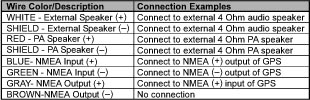 Wire Color/Description Connection Examples
WHITE - External Speaker (+) Connect to external 4 Ohm audio speaker
SHIELD - External Speaker (–) Connect to external 4 Ohm audio speaker
RED - PA Speaker (+) Connect to external 4 Ohm PA speaker
SHIELD - PA Speaker (–) Connect to external 4 Ohm PA speaker
BLUE- NMEA Input (+) Connect to NMEA (+) output of GPS
GREEN - NMEA Input (–) Connect to NMEA (–) output of GPS
GRAY- NMEA Output (+) Connect to NMEA (+) input of GPS
BROWN-NMEA Output (–) No connection